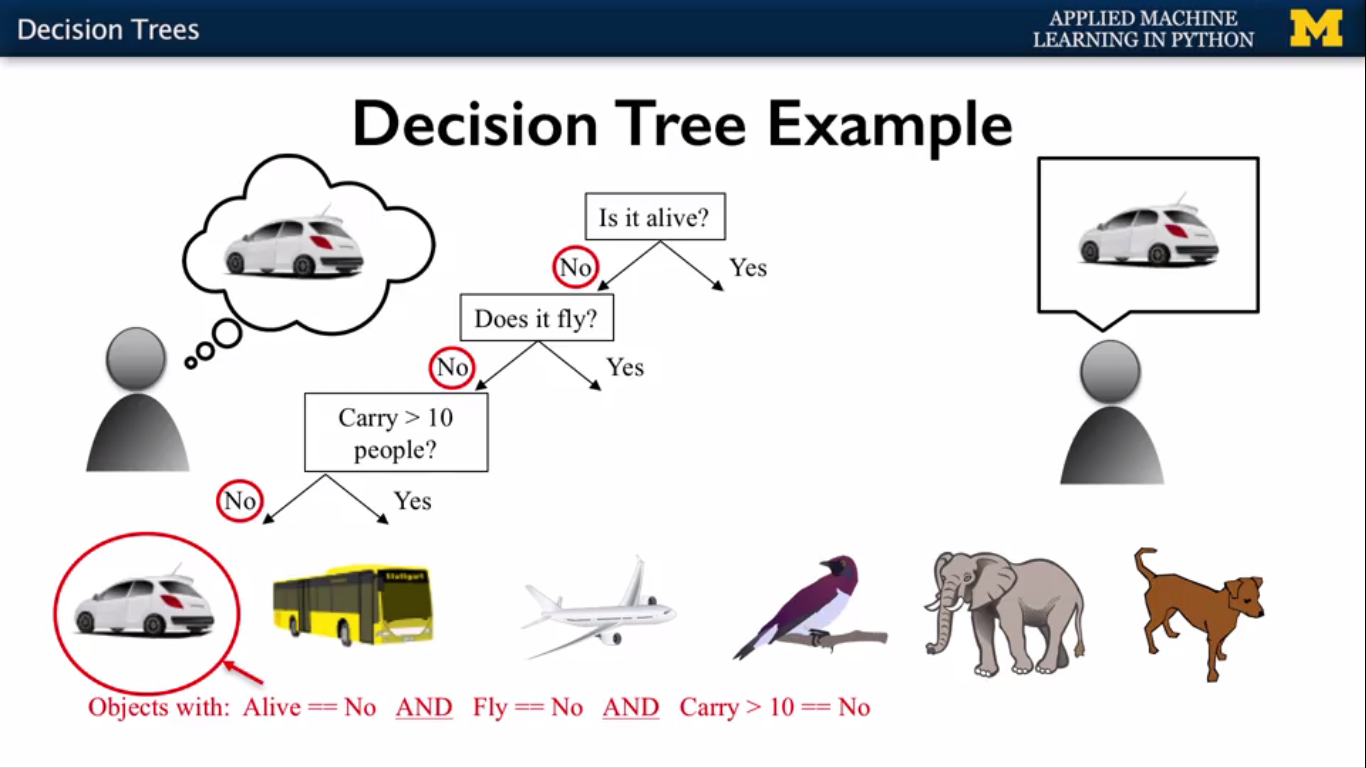 Decision Trees
APPLIED MACHINE
LEARNING IN PYTHON
M
Decision Tree Example
Is it alive?
No
Yes
Does it fly?
No
Yes
Carry > 10
people?
No
Yes
Stuttgart
Objects with: Alive == No AND Fly == No AND Carry > 10 == No